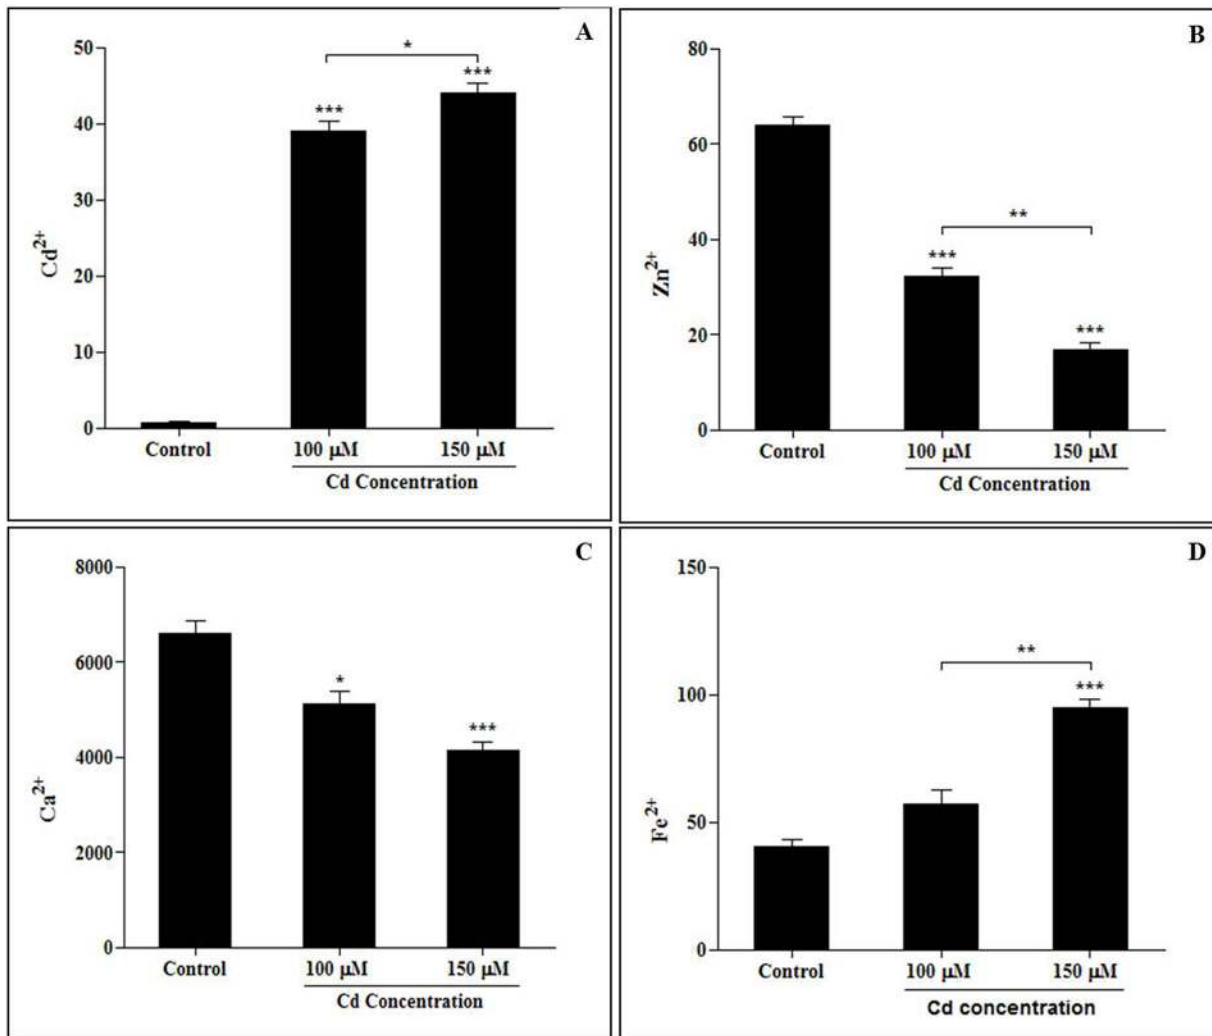 A
50
40
30
20
10
0
Cd2+
*
***
***
Control
100 µM
150 µM
Cd Concentration
B
80
60
40
20
0
Zn2+
**
***
***
Control
100 µM
150 µM
Cd Concentration
C
8000
6000
4000
2000
0
Ca2+
*
***
Control
100 µM
150 µM
Cd Concentration
D
150
100
50
0
Fe2+
**
***
Control
100 µM
150 µM
Cd concentration